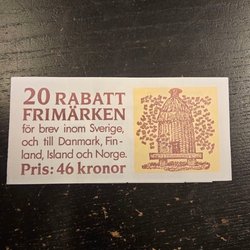 20 RABATT
FRIMÄRKEN
för brev inom Sverige,
och till Danmark, Fin-
land, Island och Norge.
Pris: 46 kronor